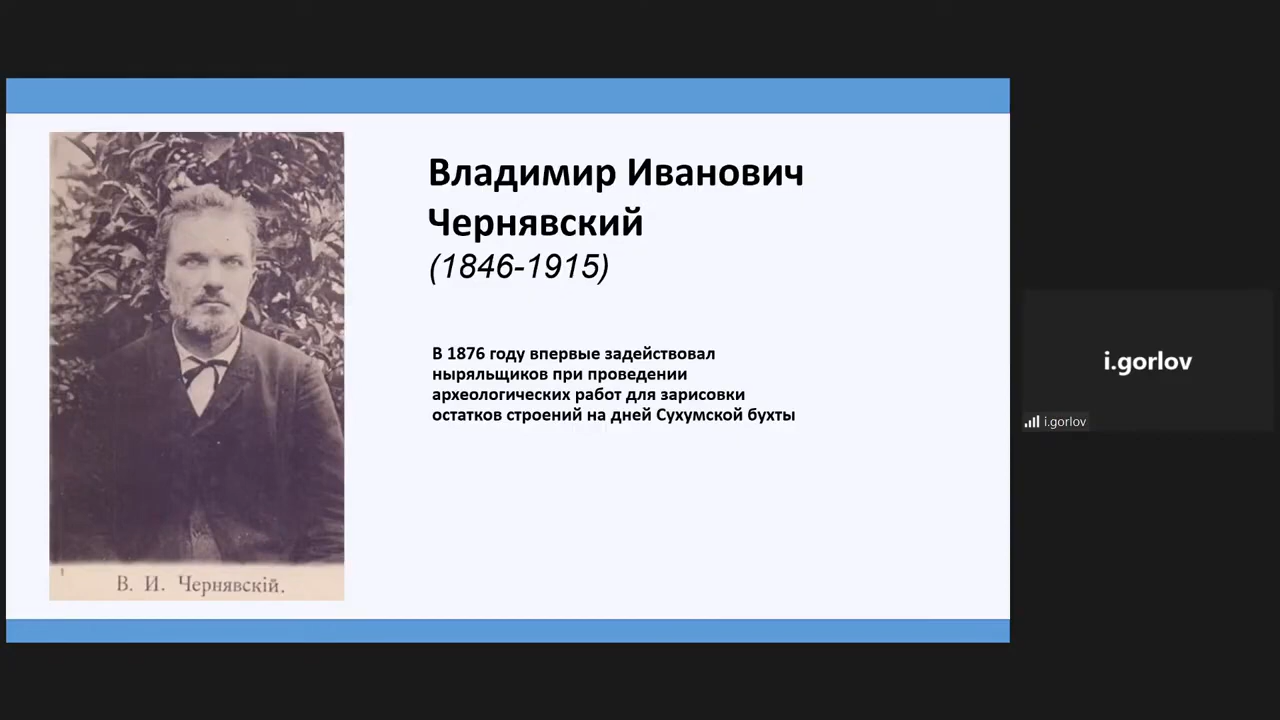 Владимир Иванович
Чернявский
(1846-1915)
В 1876 году впервые задействовал
ныряльщиков при проведении
археологических работ для зарисовки
остатков строений на дней Сухумской бухты
В. И. Чернявскій.
i.gorlov
i.gorlov